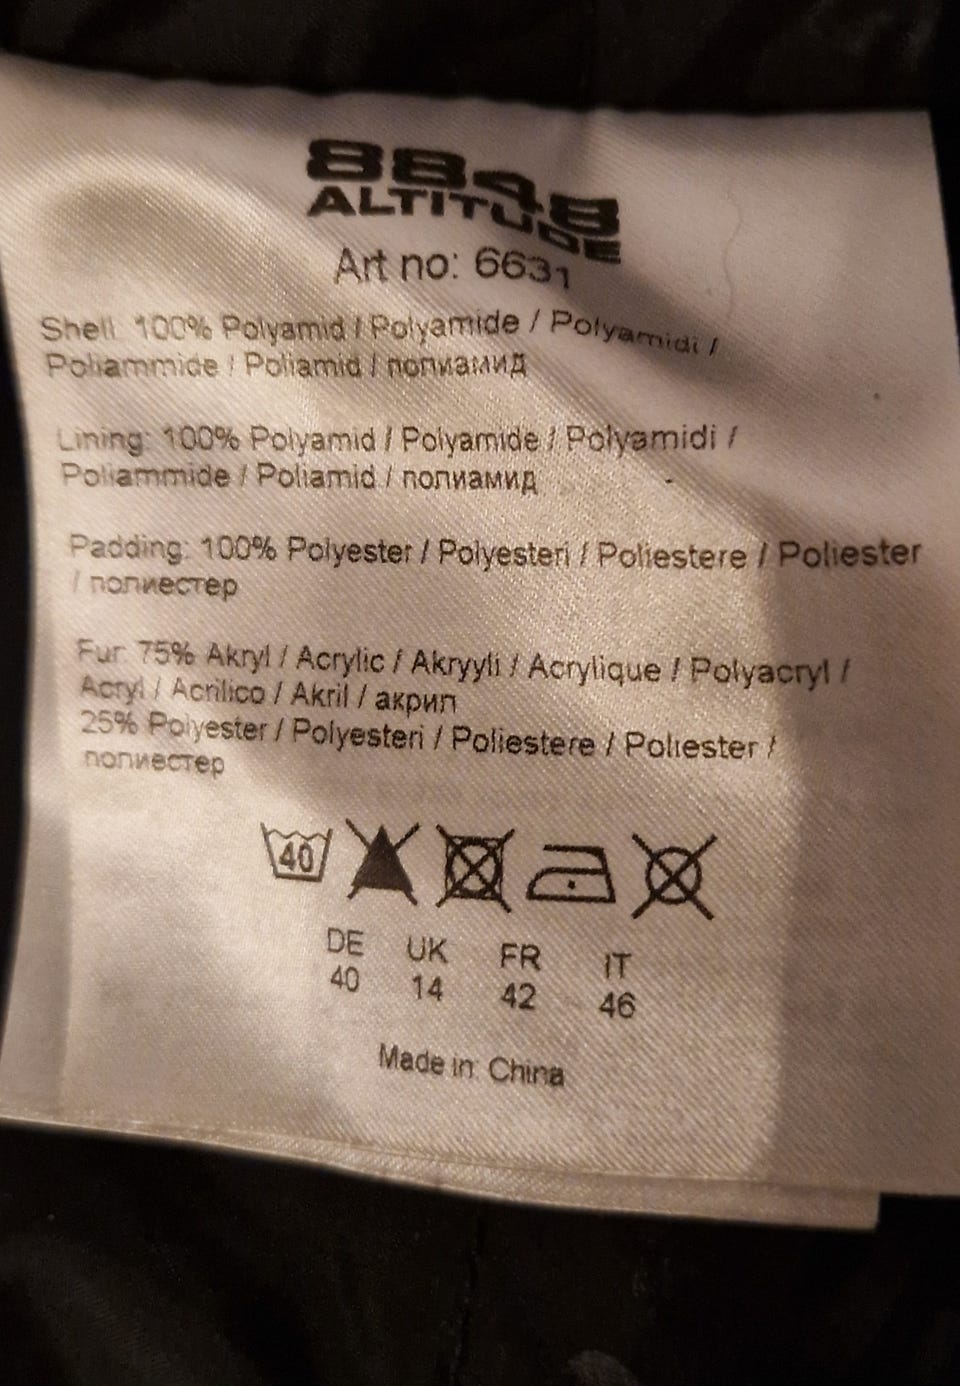 8848
ALTITUDE
Art no: 6631
Shell: 100% Polyamid / Polyamide / Polyamidi /
Poliammide / Poliamid / полиамид
Lining: 100% Polyamid / Polyamide / Polyamidi /
Poliammide / Poliamid / полиамид
Padding: 100% Polyester / Polyesteri / Poliestere / Poliester
/ полиестер
Fur: 75% Akryl / Acrylic / Akryyli / Acrylique / Polyacryl /
Acryl / Acrilico / Akril / акрил
25% Polyester / Polyesteri / Poliestere / Poliester /
полиестер
40
DE UK FR IT
40 14 42 46
Made in: China